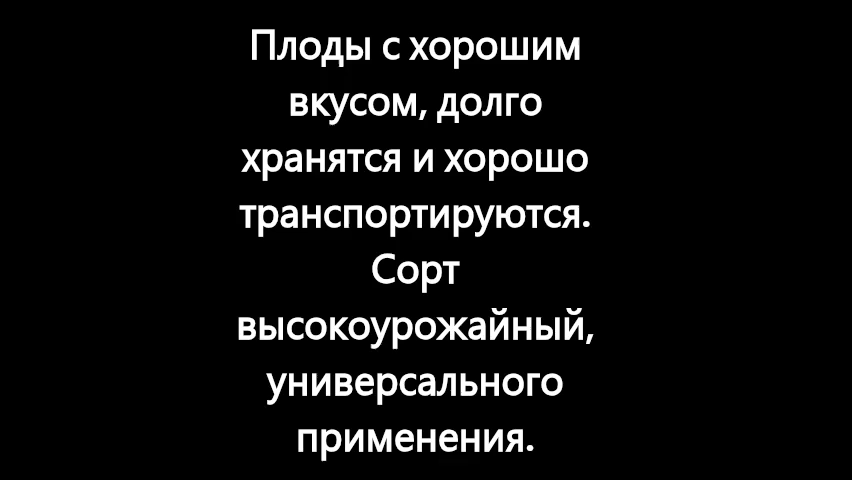 Плоды с хорошим
вкусом, долго
хранятся и хорошо
транспортируются.
Сорт
высокоурожайный,
универсального
применения.